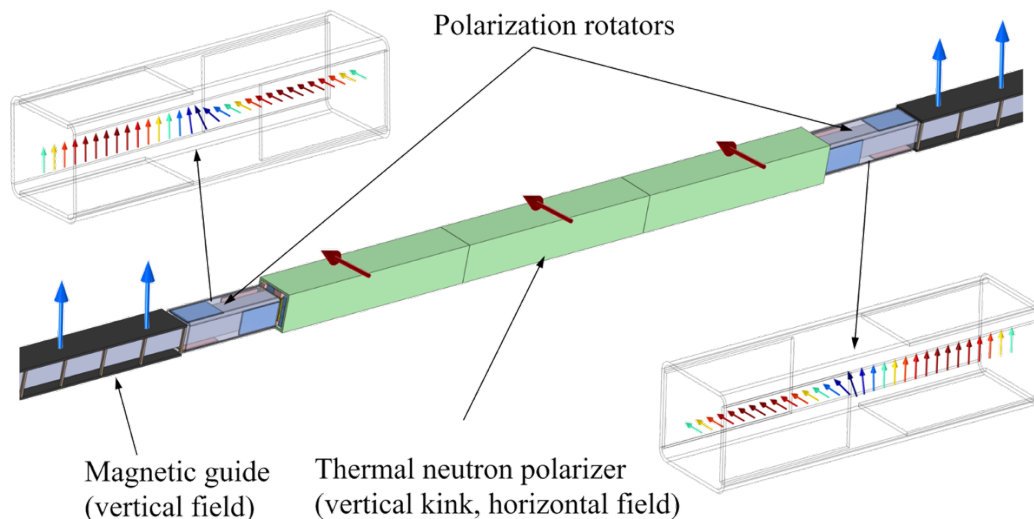 Polarization rotators
Magnetic guide
(vertical field)
Thermal neutron polarizer
(vertical kink, horizontal field)